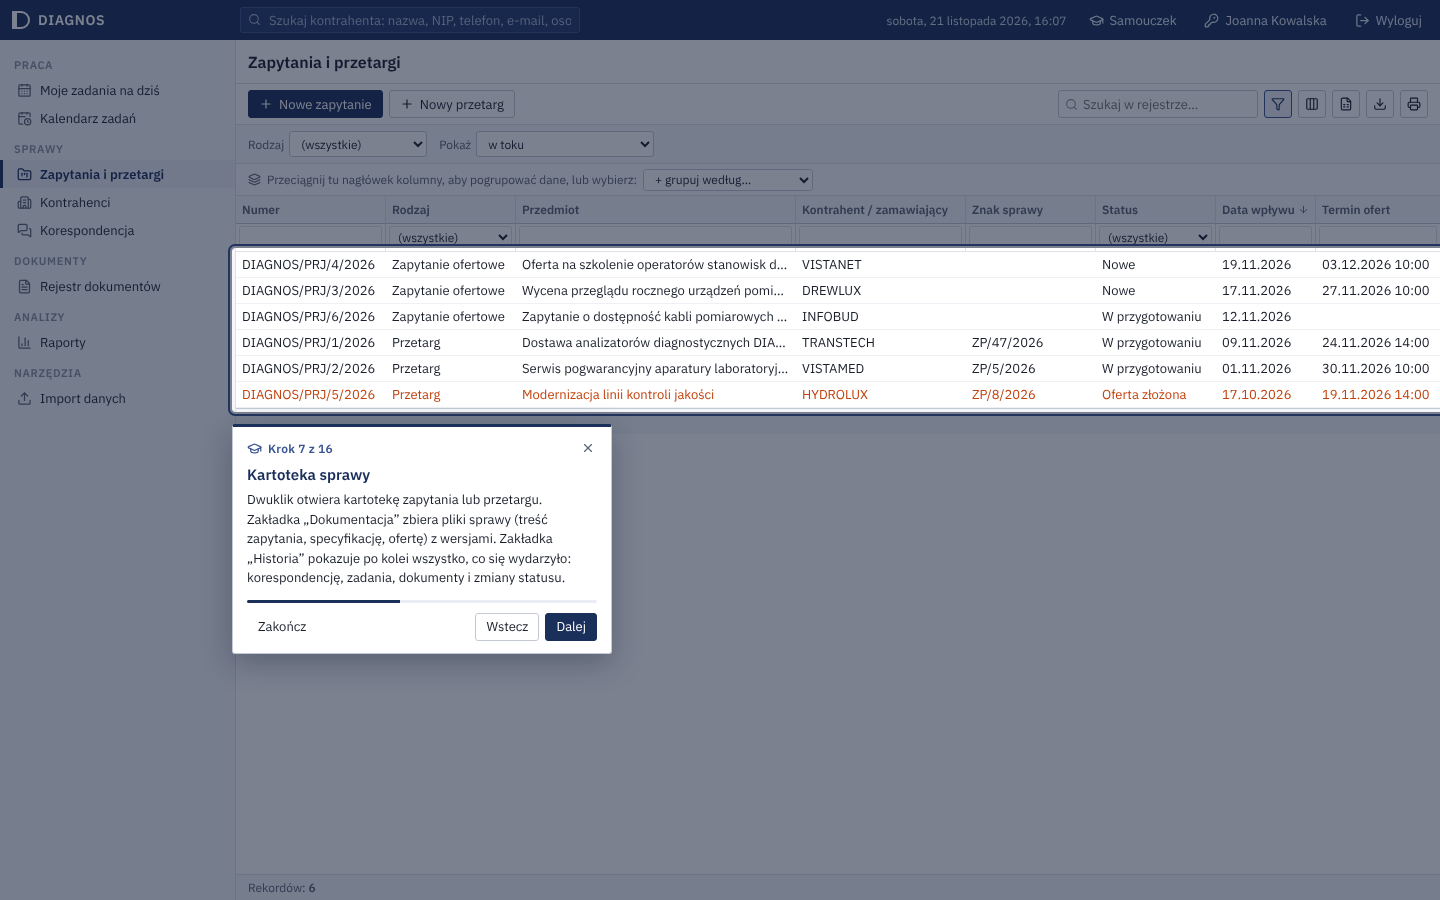 DIAGNOS
Szukaj kontrahenta: nazwa, NIP, telefon, e-mail, oso
sobota, 21 listopada 2026, 16:07
Samouczek
Joanna Kowalska
Wyloguj
PRACA
Moje zadania na dziś
Kalendarz zadań
SPRAWY
Zapytania i przetargi
Kontrahenci
Korespondencja
DOKUMENTY
Rejestr dokumentów
ANALIZY
Raporty
NARZĘDZIA
Import danych
Zapytania i przetargi
+ Nowe zapytanie
+ Nowy przetarg
Szukaj w rejestrze...
Rodzaj (wszystkie) Pokaż w toku
Przeciągnij tu nagłówek kolumny, aby pogrupować dane, lub wybierz: + grupuj według...
Numer Rodzaj Przedmiot Kontrahent / zamawiający Znak sprawy Status Data wpływu ↓ Termin ofert
(wszystkie) (wszystkie)
DIAGNOS/PRJ/4/2026 Zapytanie ofertowe Oferta na szkolenie operatorów stanowisk d... VISTANET Nowe 19.11.2026 03.12.2026 10:00
DIAGNOS/PRJ/3/2026 Zapytanie ofertowe Wycena przeglądu rocznego urządzeń pomi... DREWLUX Nowe 17.11.2026 27.11.2026 10:00
DIAGNOS/PRJ/6/2026 Zapytanie ofertowe Zapytanie o dostępność kabli pomiarowych ... INFOBUD W przygotowaniu 12.11.2026
DIAGNOS/PRJ/1/2026 Przetarg Dostawa analizatorów diagnostycznych DIA... TRANSTECH ZP/47/2026 W przygotowaniu 09.11.2026 24.11.2026 14:00
DIAGNOS/PRJ/2/2026 Przetarg Serwis pogwarancyjny aparatury laboratoryj... VISTAMED ZP/5/2026 W przygotowaniu 01.11.2026 30.11.2026 10:00
DIAGNOS/PRJ/5/2026 Przetarg Modernizacja linii kontroli jakości HYDROLUX ZP/8/2026 Oferta złożona 17.10.2026 19.11.2026 14:00
Krok 7 z 16
Kartoteka sprawy
Dwuklik otwiera kartotekę zapytania lub przetargu.
Zakładka „Dokumentacja” zbiera pliki sprawy (treść
zapytania, specyfikację, ofertę) z wersjami. Zakładka
„Historia” pokazuje po kolei wszystko, co się wydarzyło:
korespondencję, zadania, dokumenty i zmiany statusu.
Zakończ
Wstecz
Dalej
Rekordów: 6